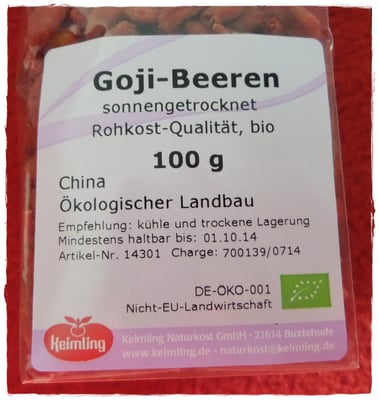 Goji-Beeren
sonnengetrocknet
Rohkost-Qualität, bio
100 g
China
Ökologischer Landbau
Empfehlung: kühle und trockene Lagerung
Mindestens haltbar bis: 01.10.14
Artikel-Nr. 14301 Charge: 700139/0714
DE-ÖKO-001
Nicht-EU-Landwirtschaft
Keimling
Keimling Naturkost GmbH · 21614 Buxtehude
www.keimling.de · naturkost@keimling.de